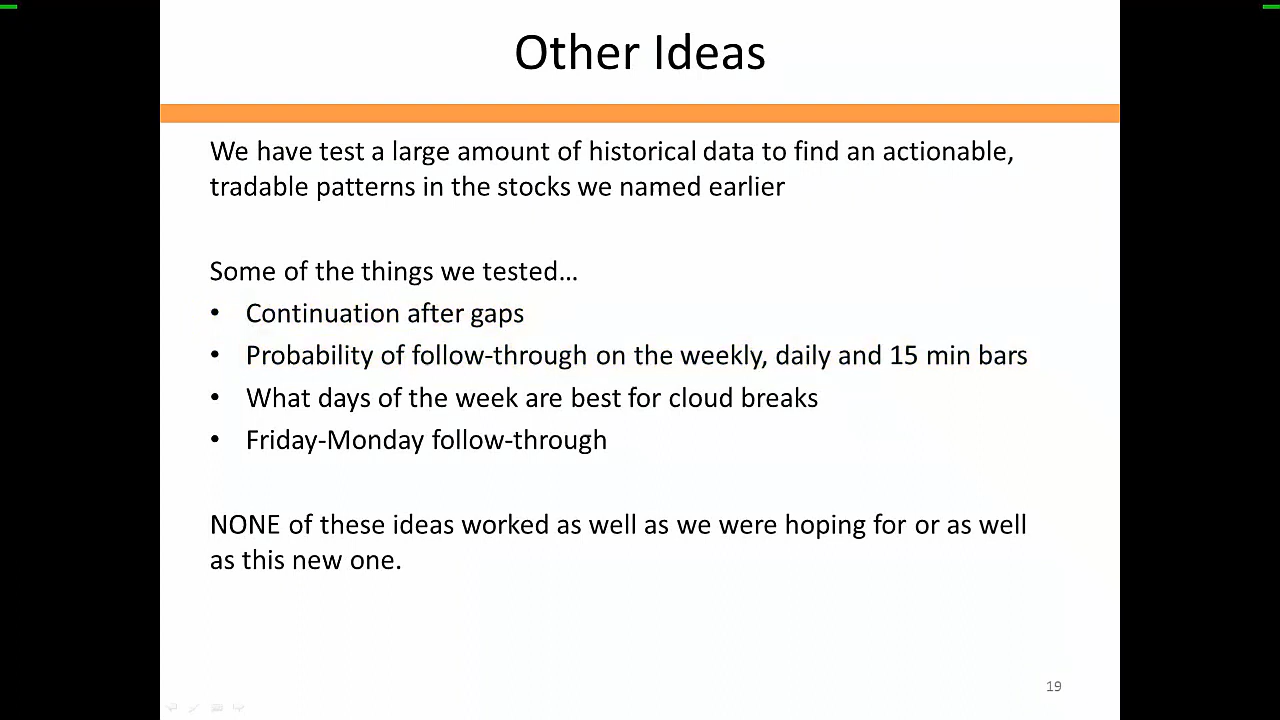 Other Ideas
We have test a large amount of historical data to find an actionable,
tradable patterns in the stocks we named earlier
Some of the things we tested…
• Continuation after gaps
• Probability of follow-through on the weekly, daily and 15 min bars
• What days of the week are best for cloud breaks
• Friday-Monday follow-through
NONE of these ideas worked as well as we were hoping for or as well
as this new one.
19